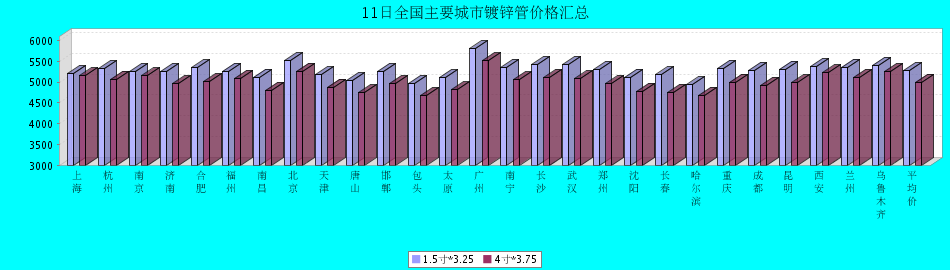 11日全国主要城市镀锌管价格汇总
6000
5500
5000
4500
4000
3500
3000
上海 杭州 南京 济南 合肥 福州 南昌 北京 天津 唐山 邯郸 包头 太原 广州 南宁 长沙 武汉 郑州 沈阳 长春 哈尔滨 重庆 成都 昆明 西安 兰州 乌鲁木齐 平均价
1.5寸*3.25 4寸*3.75